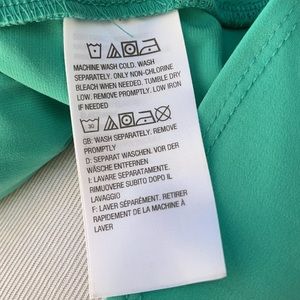 MACHINE WASH COLD. WASH
SEPARATELY. ONLY NON-CHLORINE
BLEACH WHEN NEEDED. TUMBLE DRY
LOW. REMOVE PROMPTLY. LOW IRON
IF NEEDED
30
GB: WASH SEPARATELY. REMOVE
PROMPTLY
D: SEPARAT WASCHEN. VOR DER
WÄSCHE ENTFERNEN
I: LAVARE SEPARATAMENTE.
RIMUOVERE SUBITO DOPO IL
LAVAGGIO
F: LAVER SÉPARÉMENT. RETIRER
RAPIDEMENT DE LA MACHINE À
LAVER